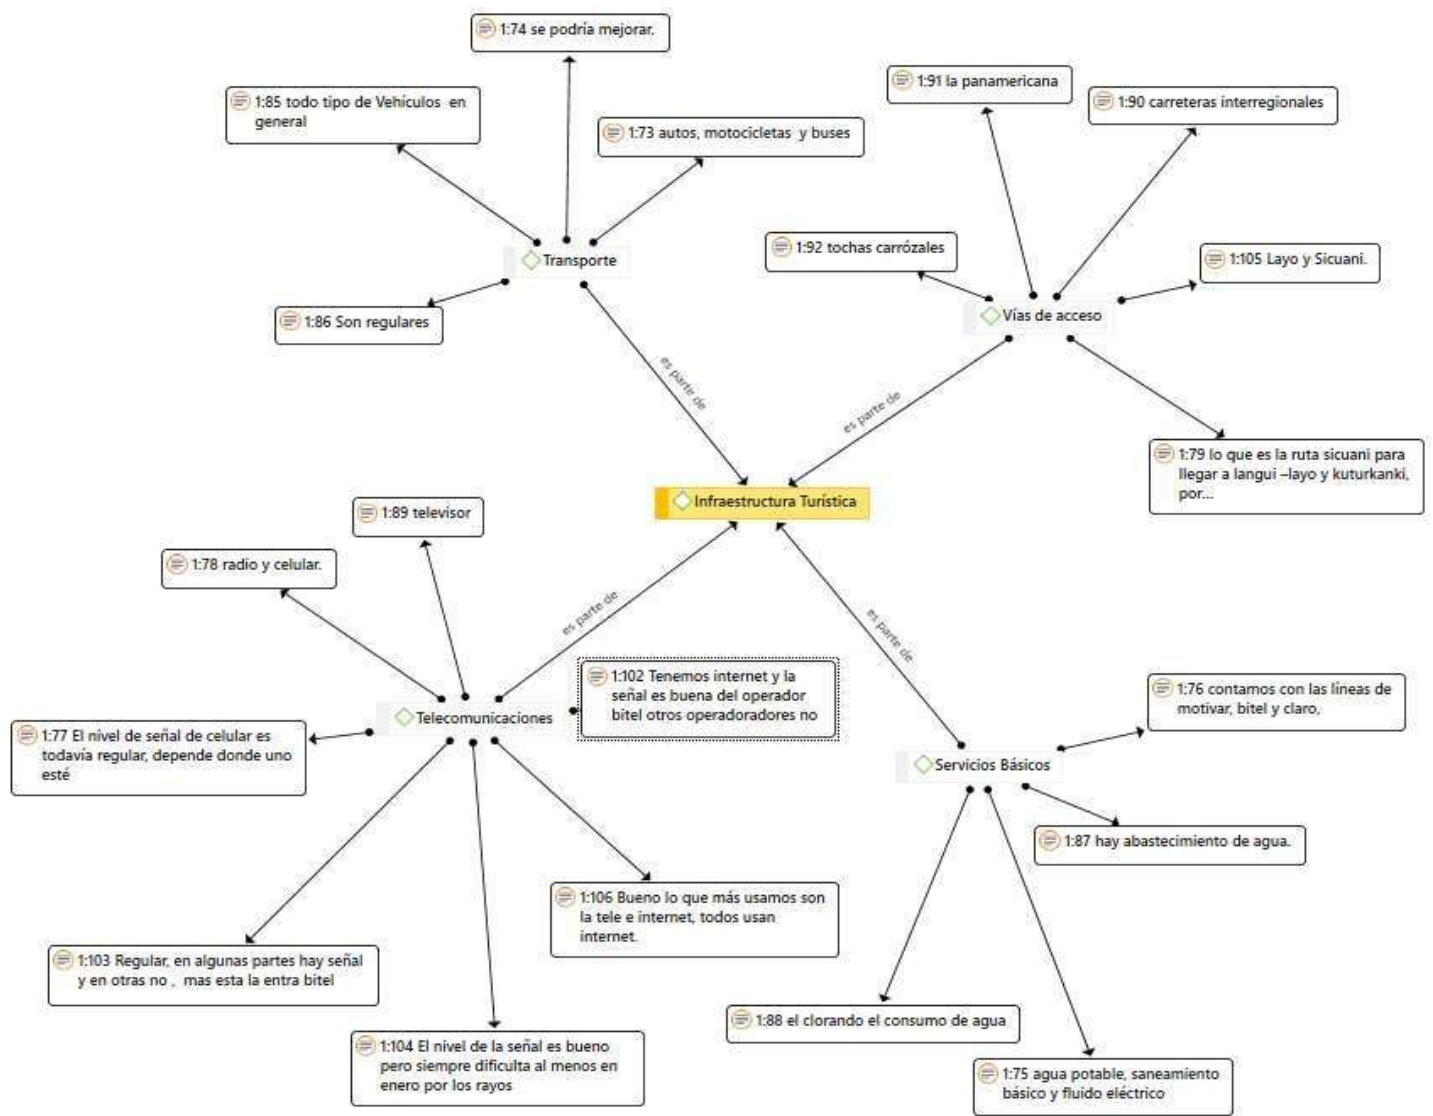 1:74 se podría mejorar.
1:85 todo tipo de Vehículos en
general
1:73 autos, motocicletas y buses
Transporte
1:86 Son regulares
es parte de
1:91 la panamericana
1:90 carreteras interregionales
1:92 tochas carrózales
1:105 Layo y Sicuani.
Vías de acceso
es parte de
1:79 lo que es la ruta sicuani para
llegar a langui –layo y kuturkanki,
por...
Infraestructura Turística
1:89 televisor
1:78 radio y celular.
es parte de
es parte de
1:102 Tenemos internet y la
señal es buena del operador
bitel otros operadoradores no
Telecomunicaciones
1:77 El nivel de señal de celular es
todavía regular, depende donde uno
esté
1:106 Bueno lo que más usamos son
la tele e internet, todos usan
internet.
1:103 Regular, en algunas partes hay señal
y en otras no , mas esta la entra bitel
1:104 El nivel de la señal es bueno
pero siempre dificulta al menos en
enero por los rayos
1:76 contamos con las líneas de
motivar, bitel y claro,
Servicios Básicos
1:87 hay abastecimiento de agua.
1:88 el clorando el consumo de agua
1:75 agua potable, saneamiento
básico y fluido eléctrico